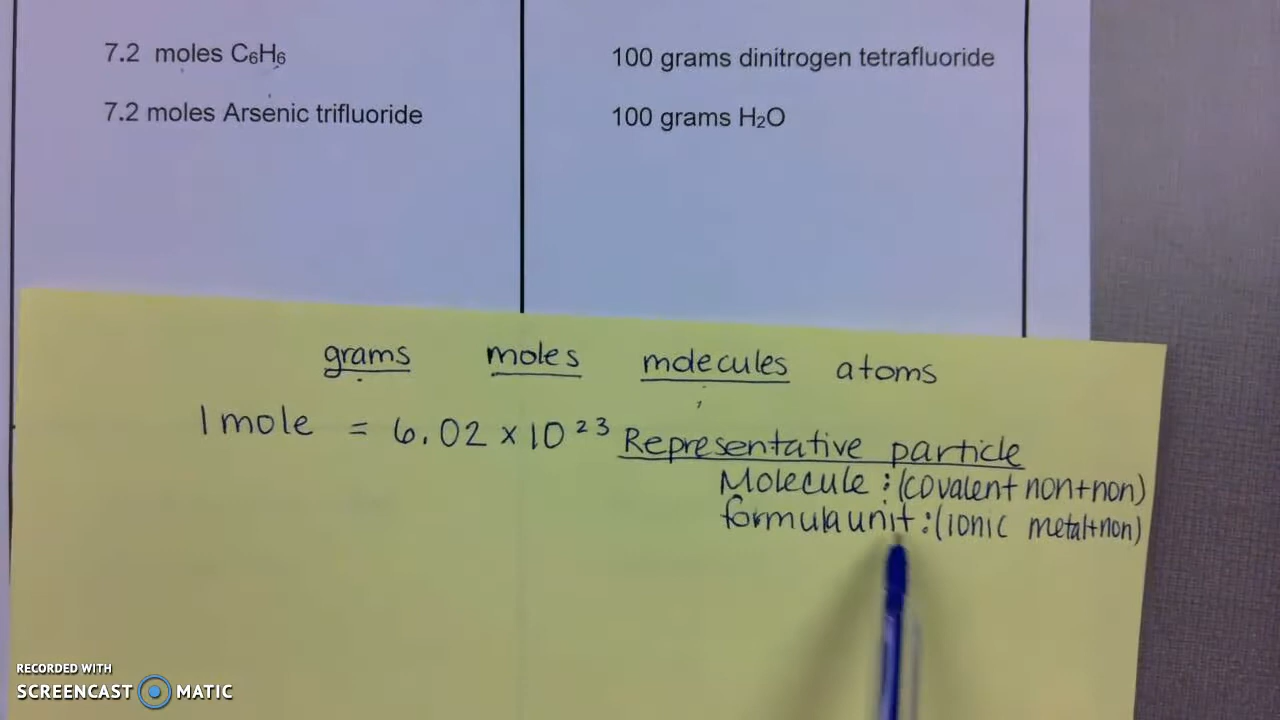 7.2 moles C₆H₆
100 grams dinitrogen tetrafluoride
7.2 moles Arsenic trifluoride
100 grams H₂O
grams moles molecules atoms
1 mole = 6.02 x 10²³ Representative particle
Molecule : (covalent non+non)
formula unit : (ionic metal+non)
RECORDED WITH
SCREENCAST MATIC